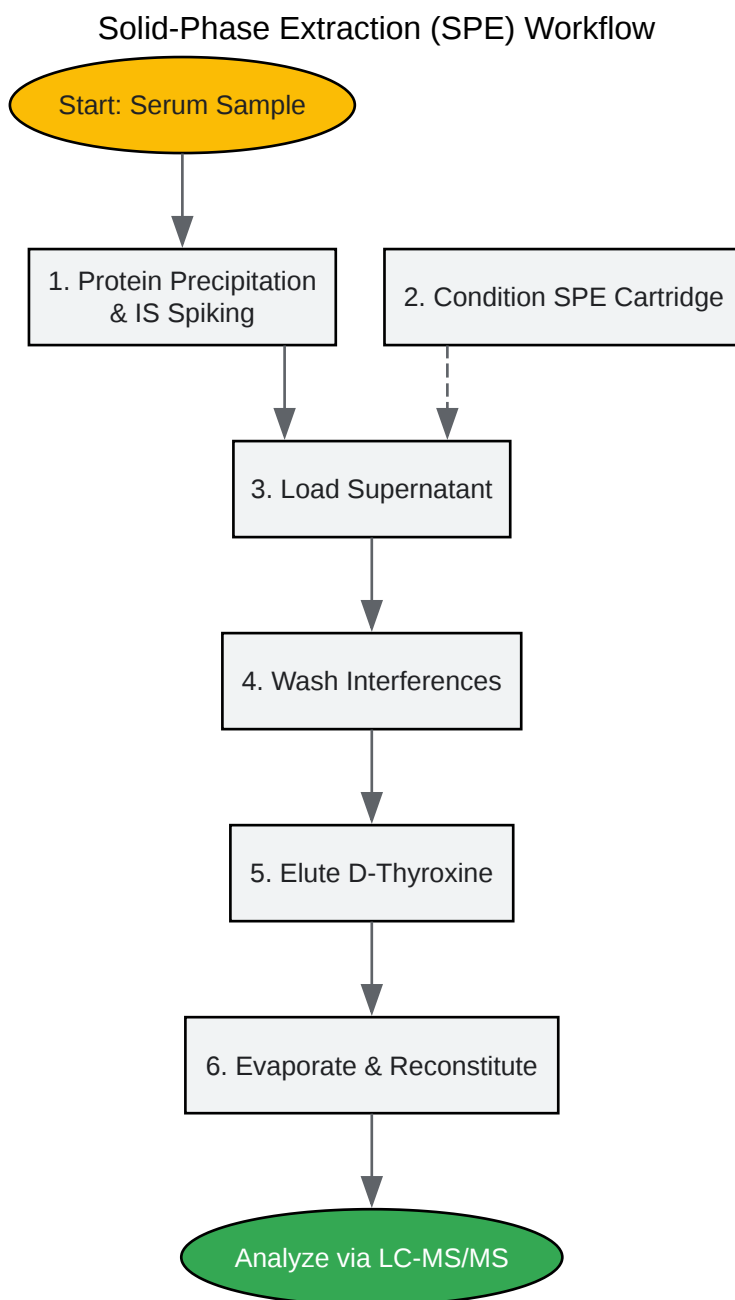 Solid-Phase Extraction (SPE) Workflow
Start: Serum Sample
1. Protein Precipitation
& IS Spiking
2. Condition SPE Cartridge
3. Load Supernatant
4. Wash Interferences
5. Elute D-Thyroxine
6. Evaporate & Reconstitute
Analyze via LC-MS/MS